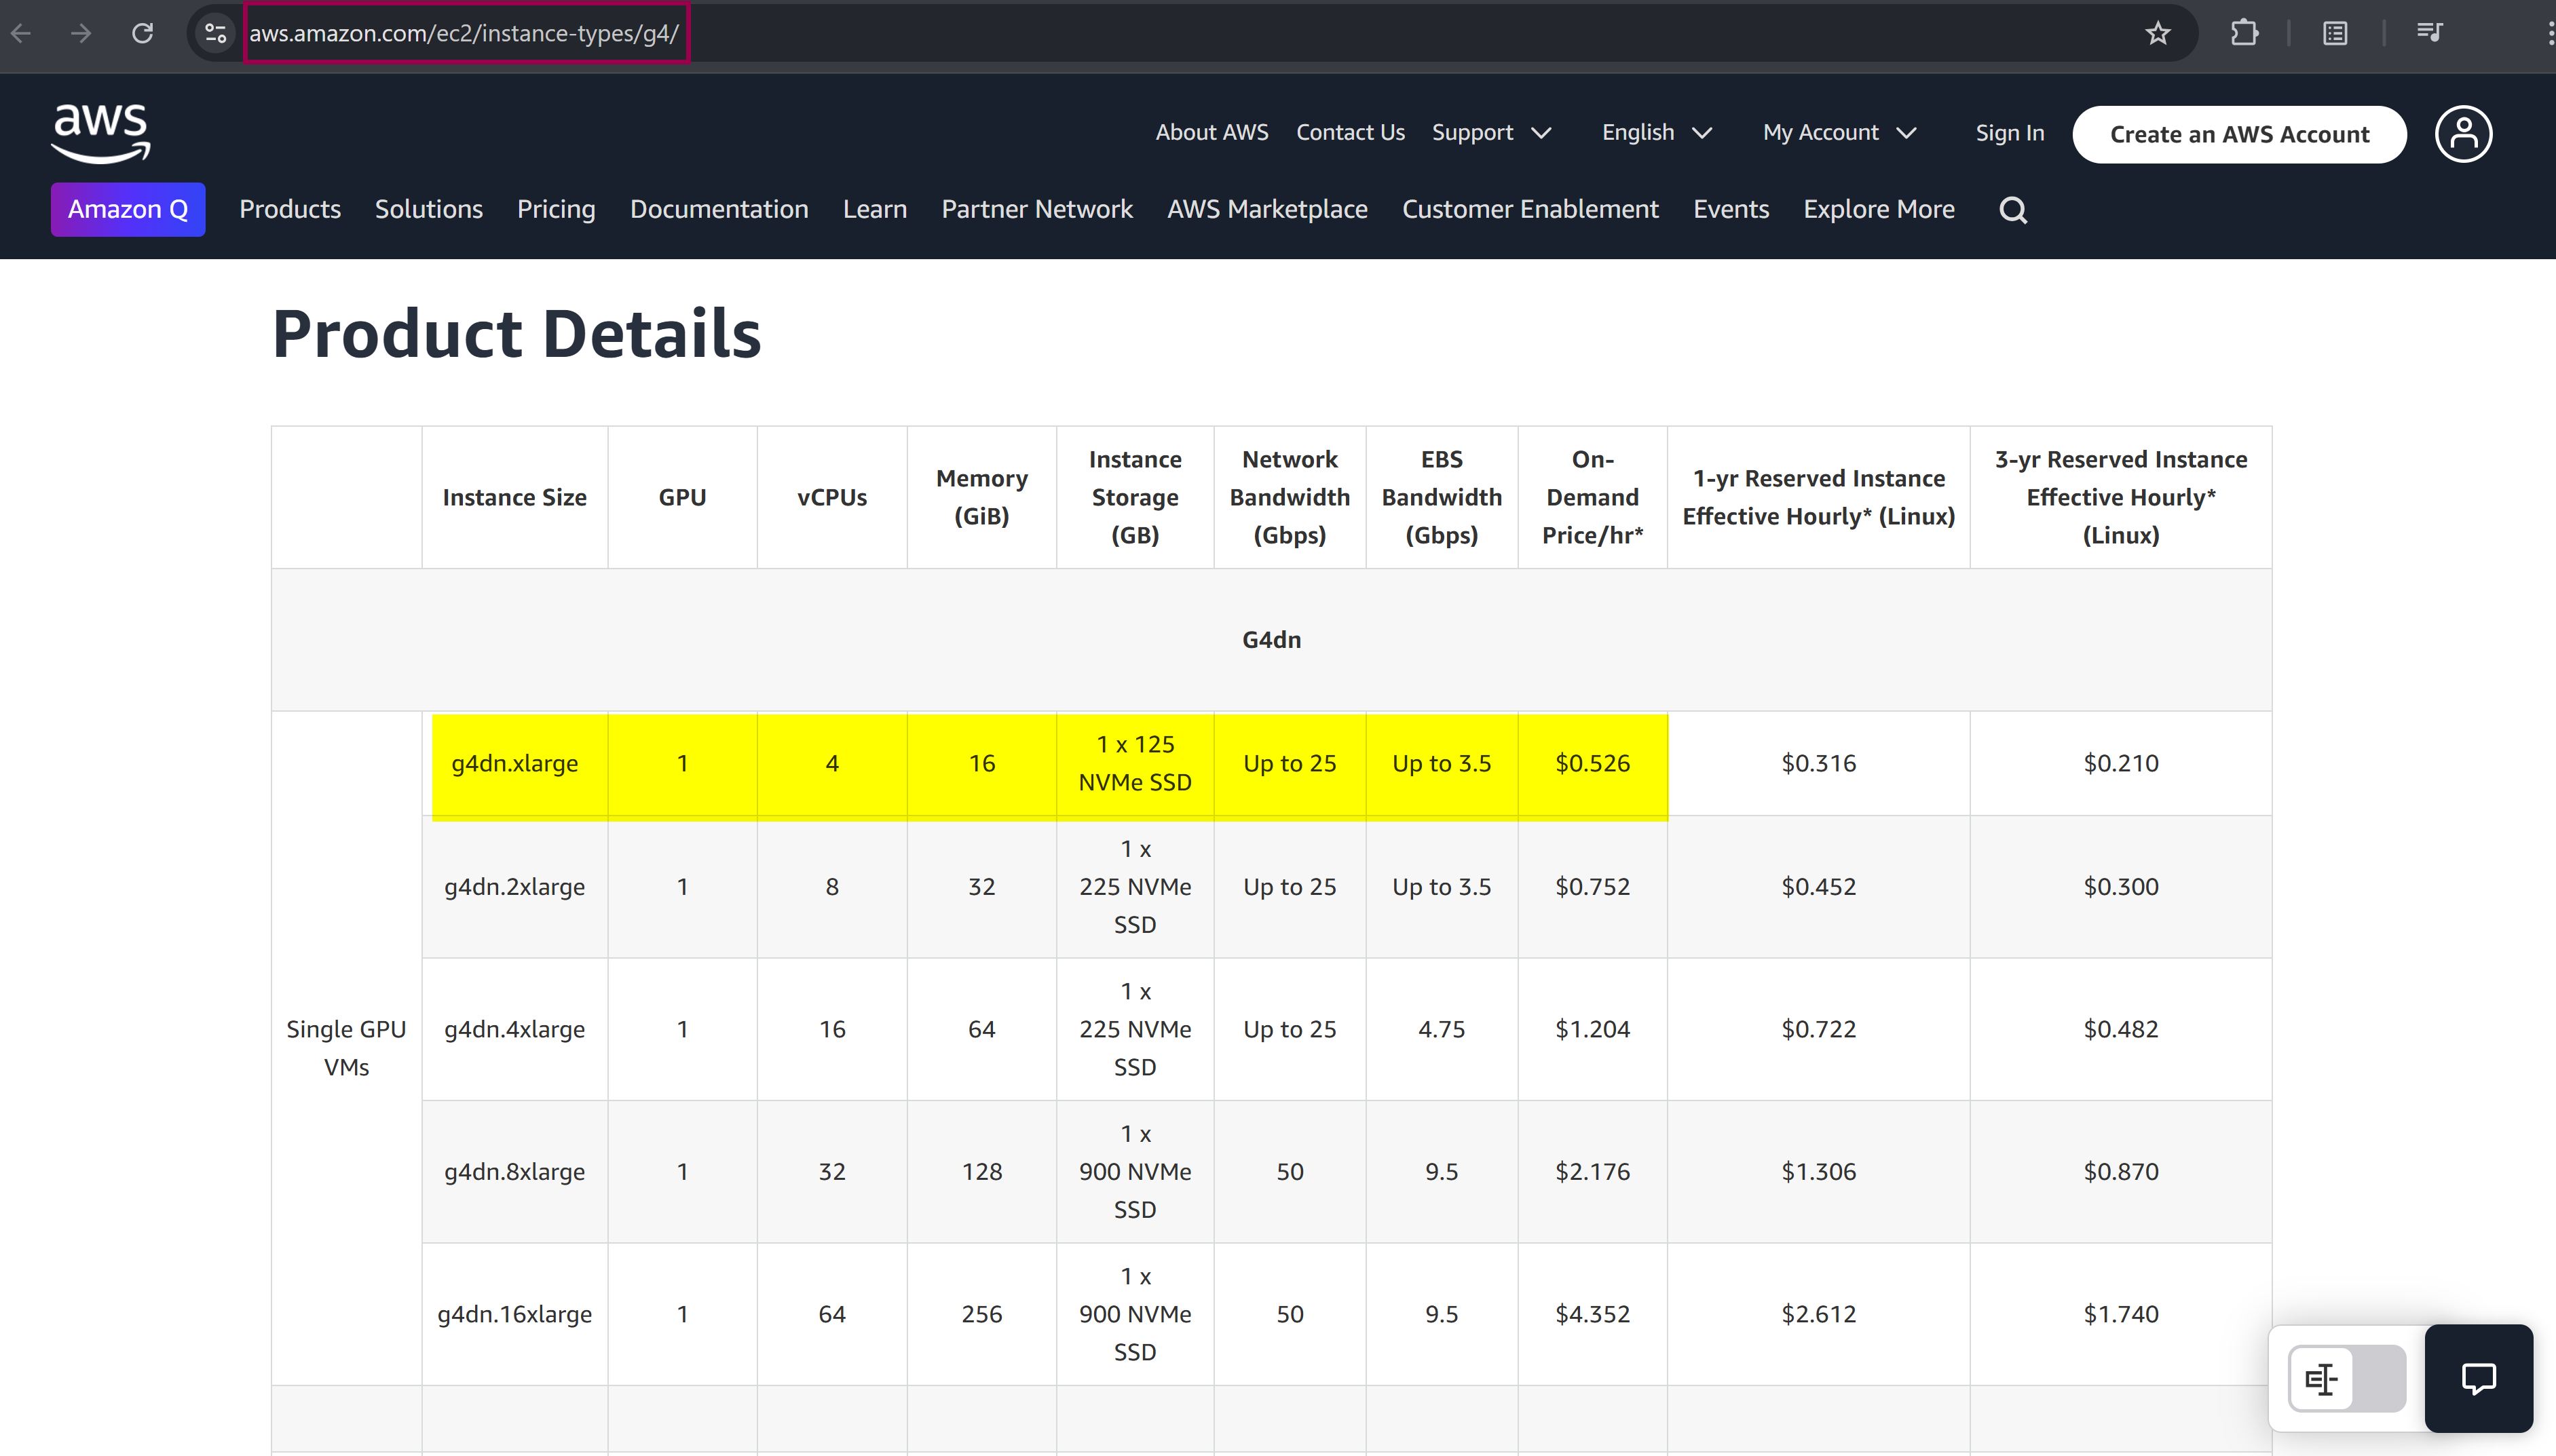 aws.amazon.com/ec2/instance-types/g4/
aws
About AWS Contact Us Support English My Account Sign In Create an AWS Account
Amazon Q Products Solutions Pricing Documentation Learn Partner Network AWS Marketplace Customer Enablement Events Explore More
Product Details
Instance Size
GPU
vCPUs
Memory
(GiB)
Instance
Storage
(GB)
Network
Bandwidth
(Gbps)
EBS
Bandwidth
(Gbps)
On-
Demand
Price/hr*
1-yr Reserved Instance
Effective Hourly* (Linux)
3-yr Reserved Instance
Effective Hourly*
(Linux)
G4dn
Single GPU
VMs
g4dn.xlarge
1
4
16
1 x 125
NVMe SSD
Up to 25
Up to 3.5
$0.526
$0.316
$0.210
g4dn.2xlarge
1
8
32
1 x
225 NVMe
SSD
Up to 25
Up to 3.5
$0.752
$0.452
$0.300
g4dn.4xlarge
1
16
64
1 x
225 NVMe
SSD
Up to 25
4.75
$1.204
$0.722
$0.482
g4dn.8xlarge
1
32
128
1 x
900 NVMe
SSD
50
9.5
$2.176
$1.306
$0.870
g4dn.16xlarge
1
64
256
1 x
900 NVMe
SSD
50
9.5
$4.352
$2.612
$1.740